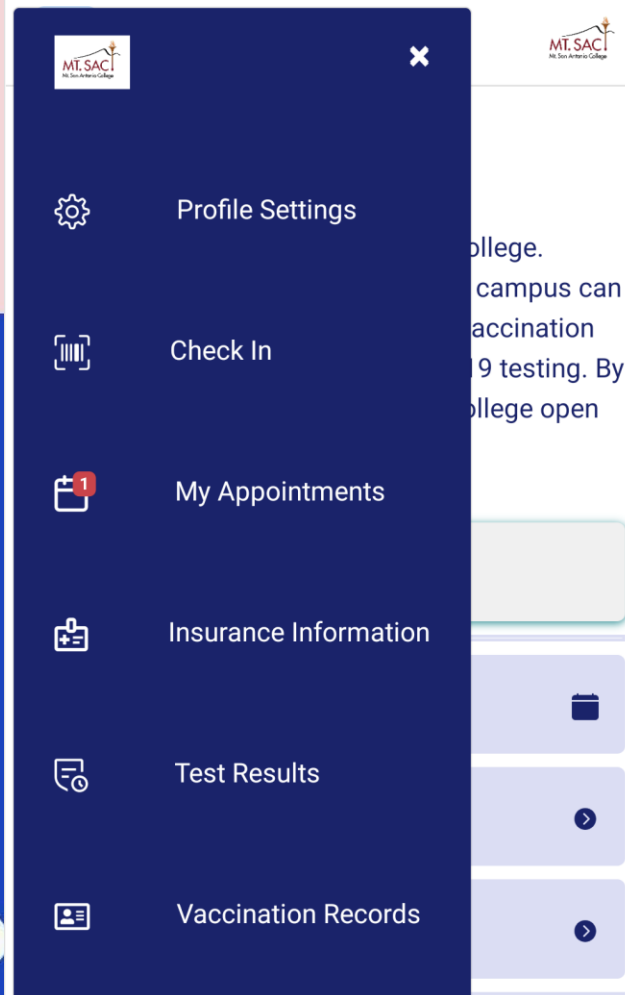 MT. SAC
Mt. San Antonio College
MT. SAC
Mt. San Antonio College
Profile Settings
ollege.
campus can
Check In
accination
19 testing. By
ollege open
1
My Appointments
Insurance Information
Test Results
Vaccination Records